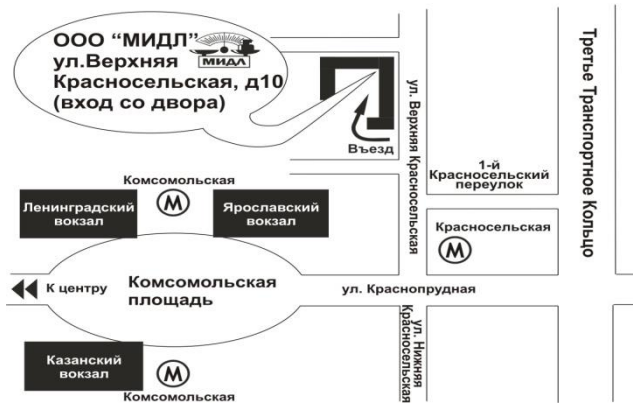 ООО “МИДЛ”
ул.Верхняя
Красносельская, д10
(вход со двора)
МИДЛ
Въезд
ул. Верхняя Красносельская
Третье Транспортное Кольцо
1-й
Красносельский
переулок
Комсомольская
М
Ленинградский
вокзал
Ярославский
вокзал
Красносельская
М
К центру
Комсомольская
площадь
ул. Краснопрудная
ул. Нижняя
Красносельская
Казанский
вокзал
М
Комсомольская